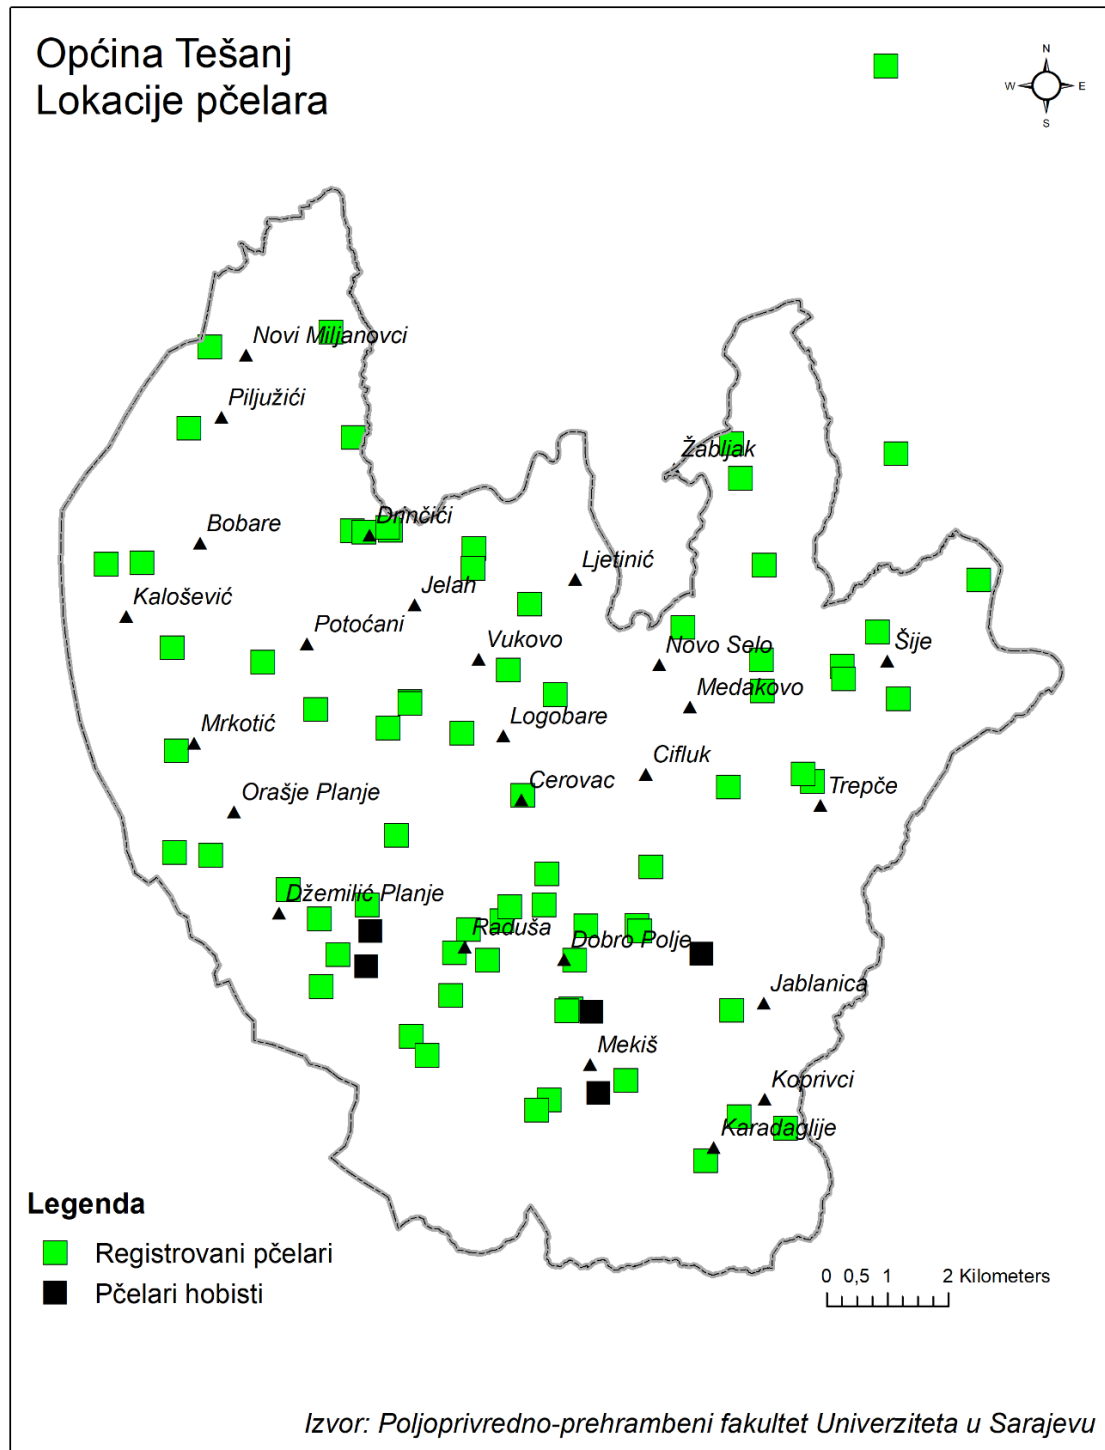 Općina Tešanj
Lokacije pčelara
N
W
E
S
Novi Miljanovci
Piljužići
Žabljak
Drinčići
Bobare
Ljetinić
Jelah
Kalošević
Potoćani
Vukovo
Novo Selo
Šije
Medakovo
Logobare
Mrkotić
Cifluk
Cerovac
Trepče
Orašje Planje
Džemilić Planje
Raduša
Dobro Polje
Jablanica
Mekiš
Koprivci
Karadaglije
Legenda
Registrovani pčelari
Pčelari hobisti
0 0,5 1 2 Kilometers
Izvor: Poljoprivredno-prehrambeni fakultet Univerziteta u Sarajevu